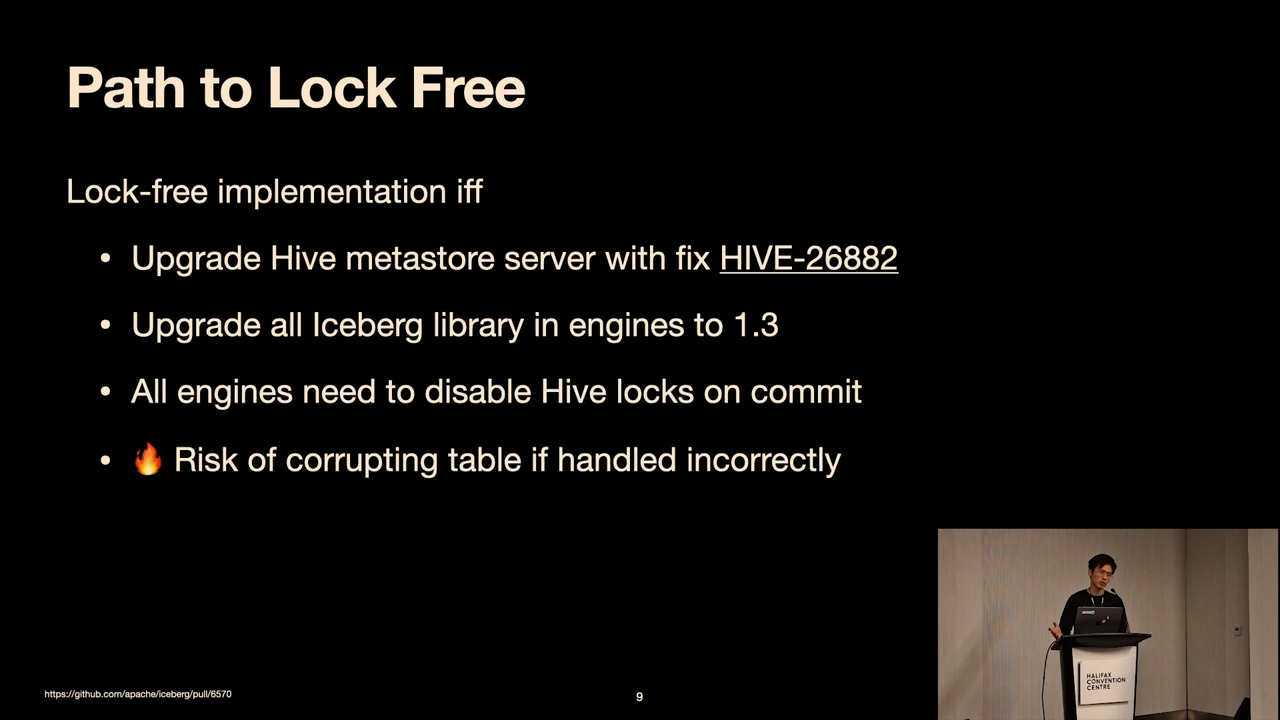 Path to Lock Free
Lock-free implementation iff
• Upgrade Hive metastore server with fix HIVE-26882
• Upgrade all Iceberg library in engines to 1.3
• All engines need to disable Hive locks on commit
• 🔥 Risk of corrupting table if handled incorrectly
HALIFAX
CONVENTION
CENTRE
https://github.com/apache/iceberg/pull/6570
9